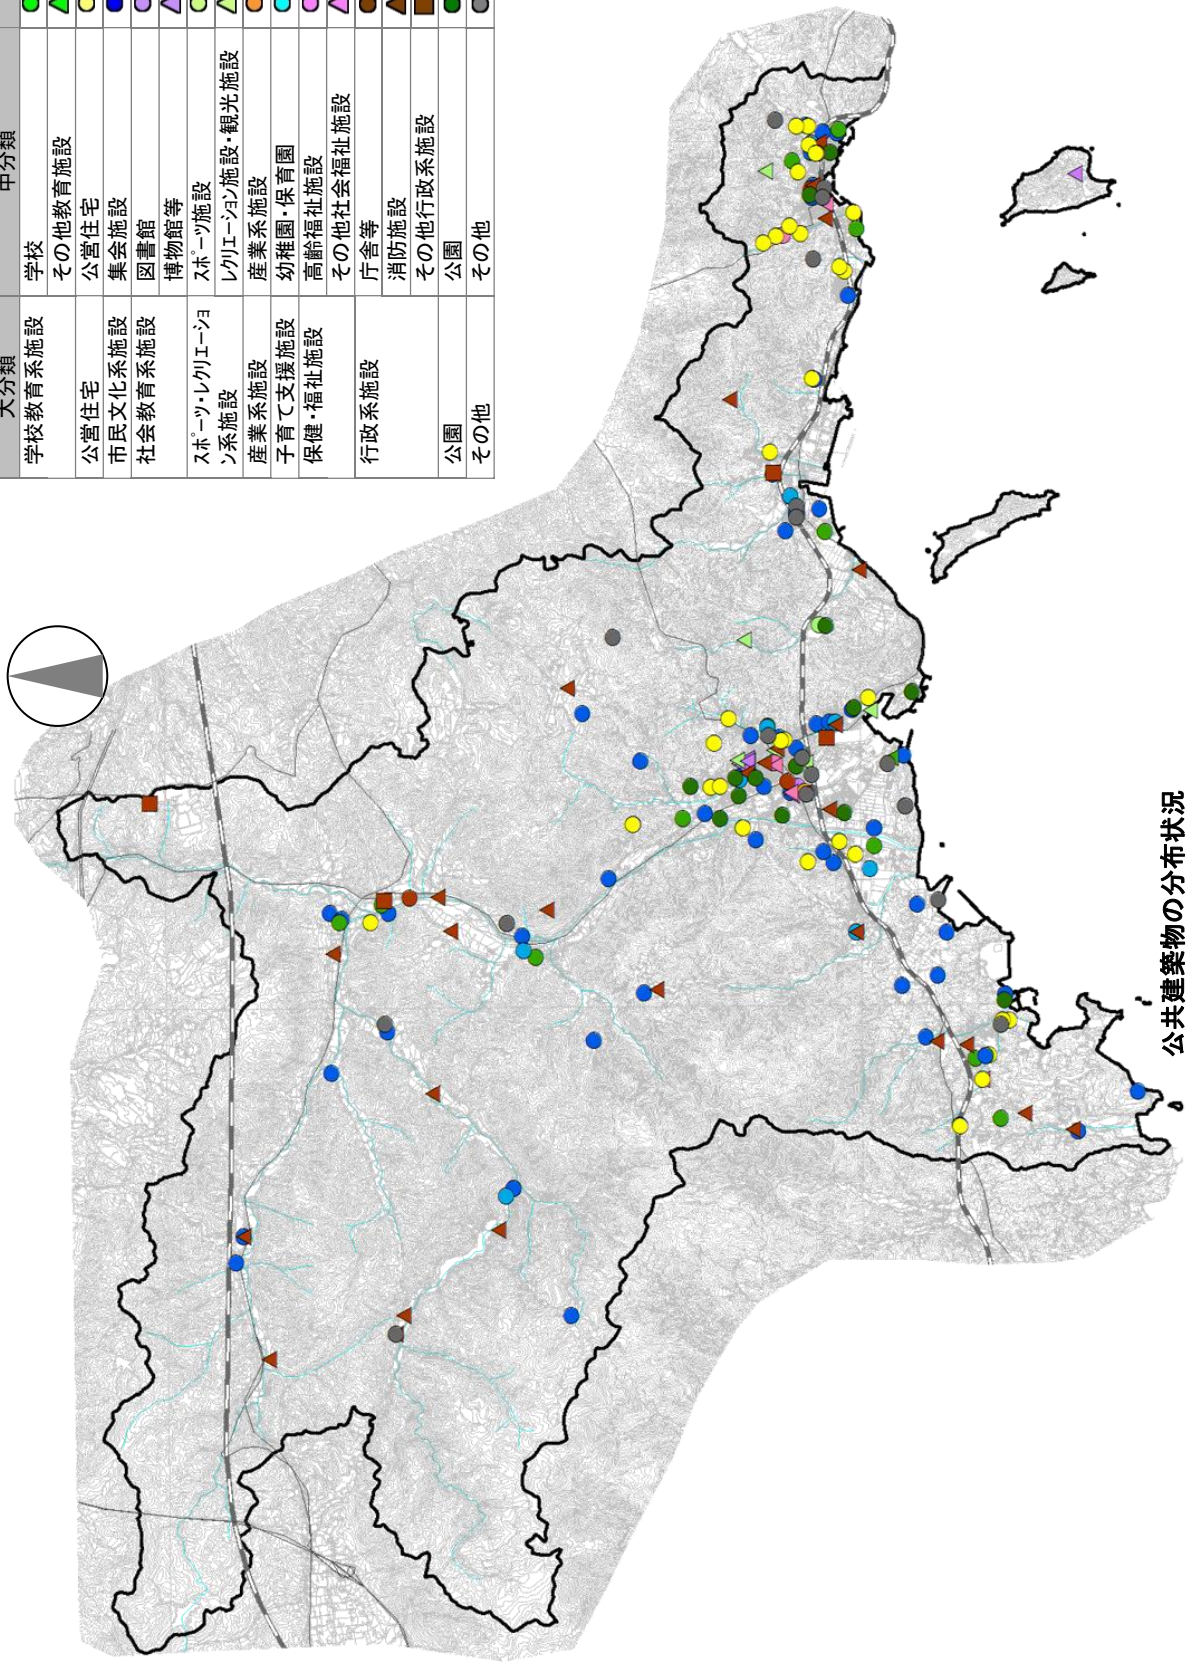 大分類 中分類
学校教育系施設 学校
その他教育施設
公営住宅 公営住宅
市民文化系施設 集会施設
社会教育系施設 図書館
博物館等
スポーツ・レクリエーショ
ン系施設
スポーツ施設
レクリエーション施設・観光施設
産業系施設 産業系施設
子育て支援施設 幼稚園・保育園
保健・福祉施設 高齢福祉施設
その他社会福祉施設
行政系施設 庁舎等
消防施設
その他行政系施設
公園 公園
その他 その他
公共建築物の分布状況